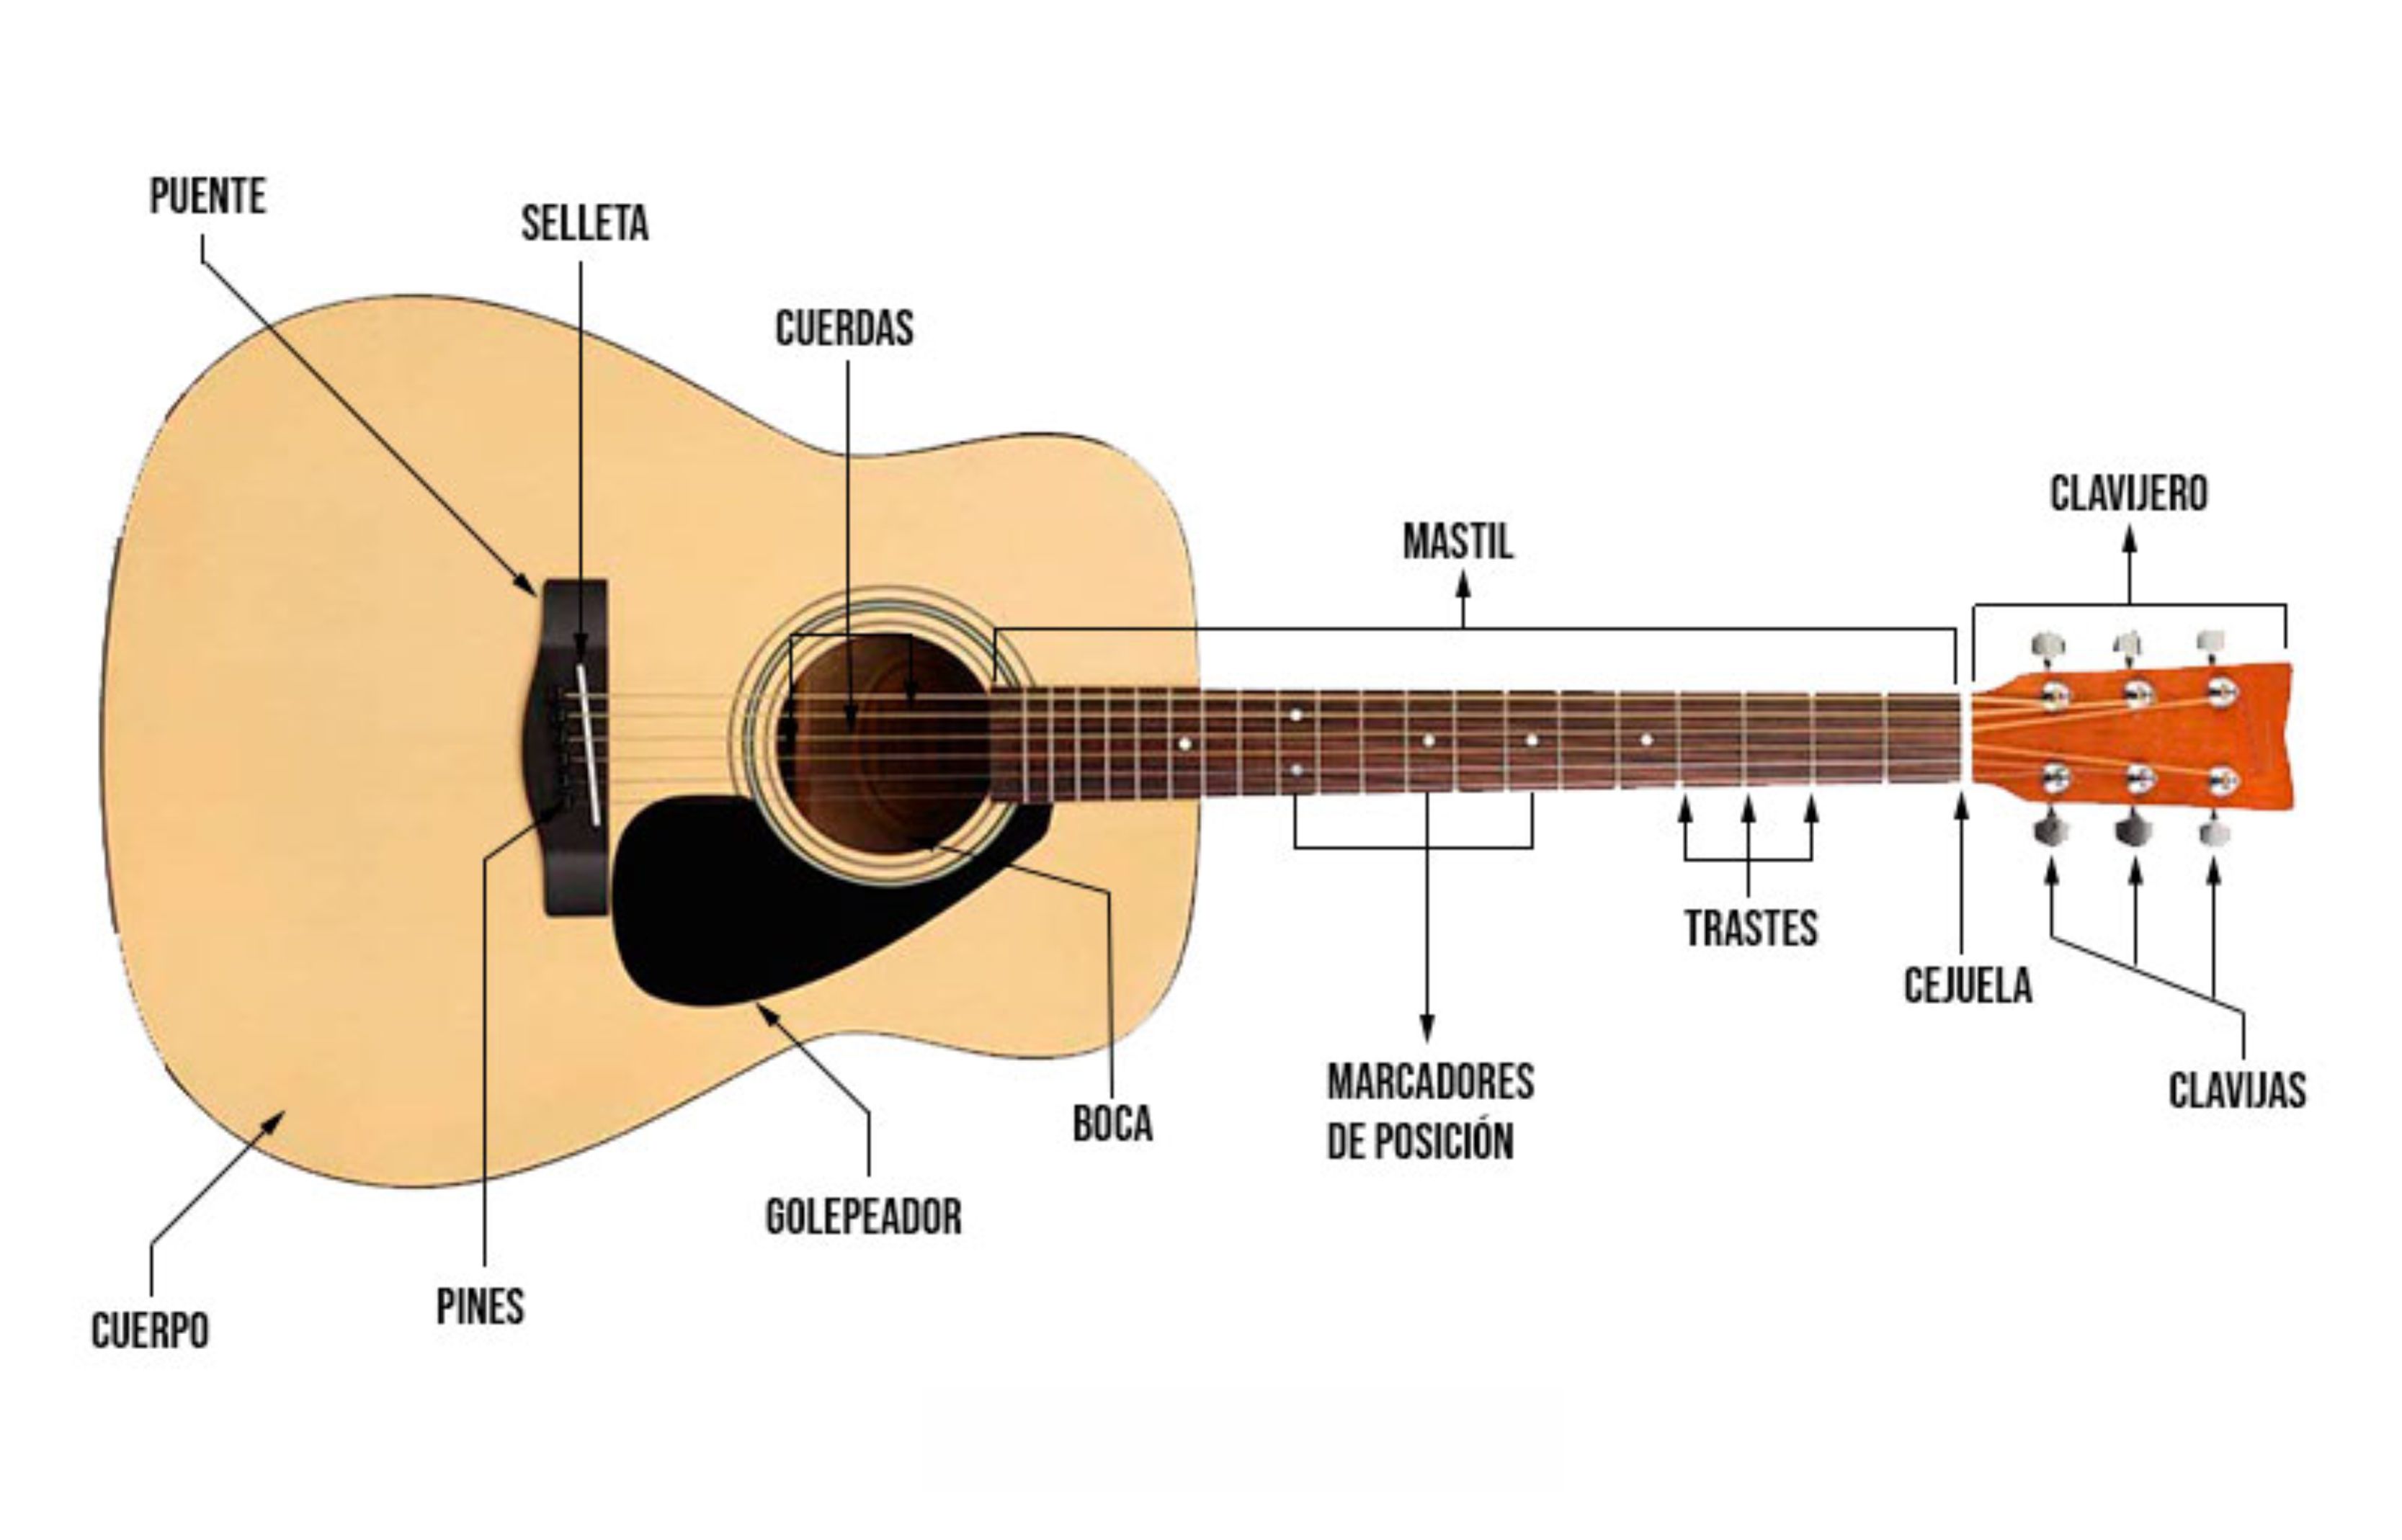 PUENTE
SELLETA
CUERDAS
CLAVIJERO
MASTIL
TRASTES
CEJUELA
MARCADORES
DE POSICIÓN
CLAVIJAS
BOCA
GOLEPEADOR
PINES
CUERPO